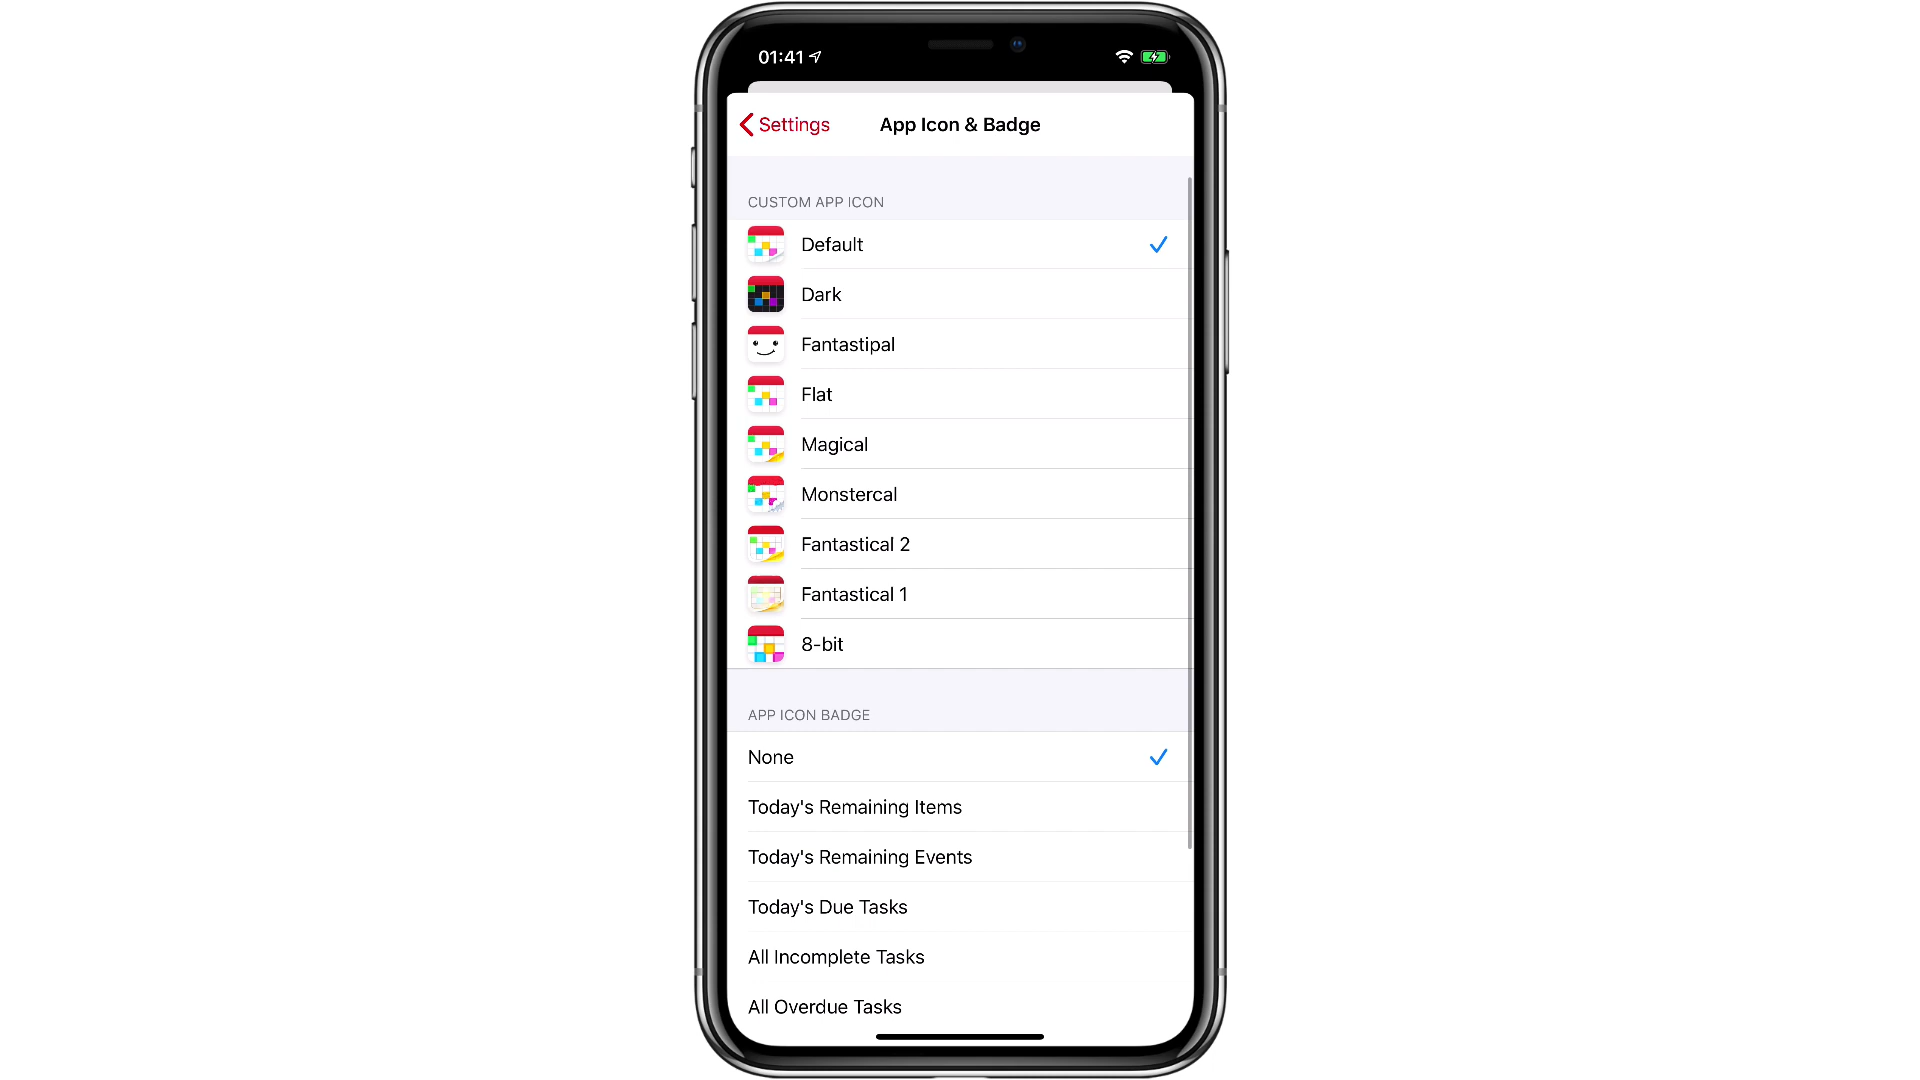 01:41
Settings
App Icon & Badge
CUSTOM APP ICON
Default
Dark
Fantastipal
Flat
Magical
Monstercal
Fantastical 2
Fantastical 1
8-bit
APP ICON BADGE
None
Today's Remaining Items
Today's Remaining Events
Today's Due Tasks
All Incomplete Tasks
All Overdue Tasks